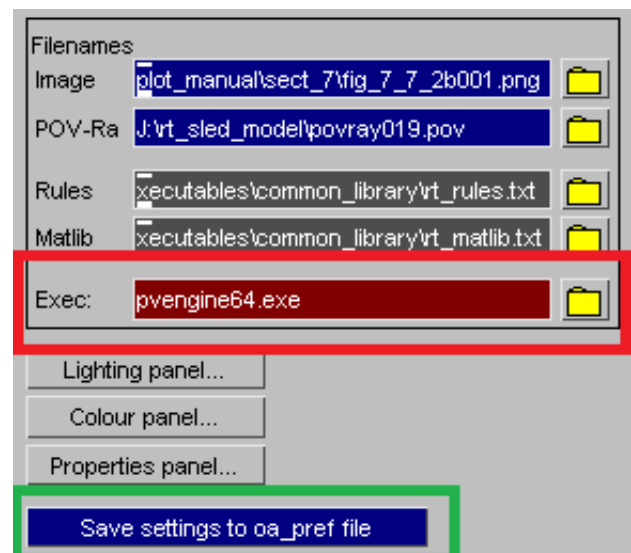 Filenames
Image plot_manual\sect_7\fig_7_7_2b001.png
POV-Ra J:\rt_sled_model\povray019.pov
Rules xecutables\common_library\rt_rules.txt
Matlib xecutables\common_library\rt_matlib.txt
Exec: pvengine64.exe
Lighting panel...
Colour panel...
Properties panel...
Save settings to oa_pref file